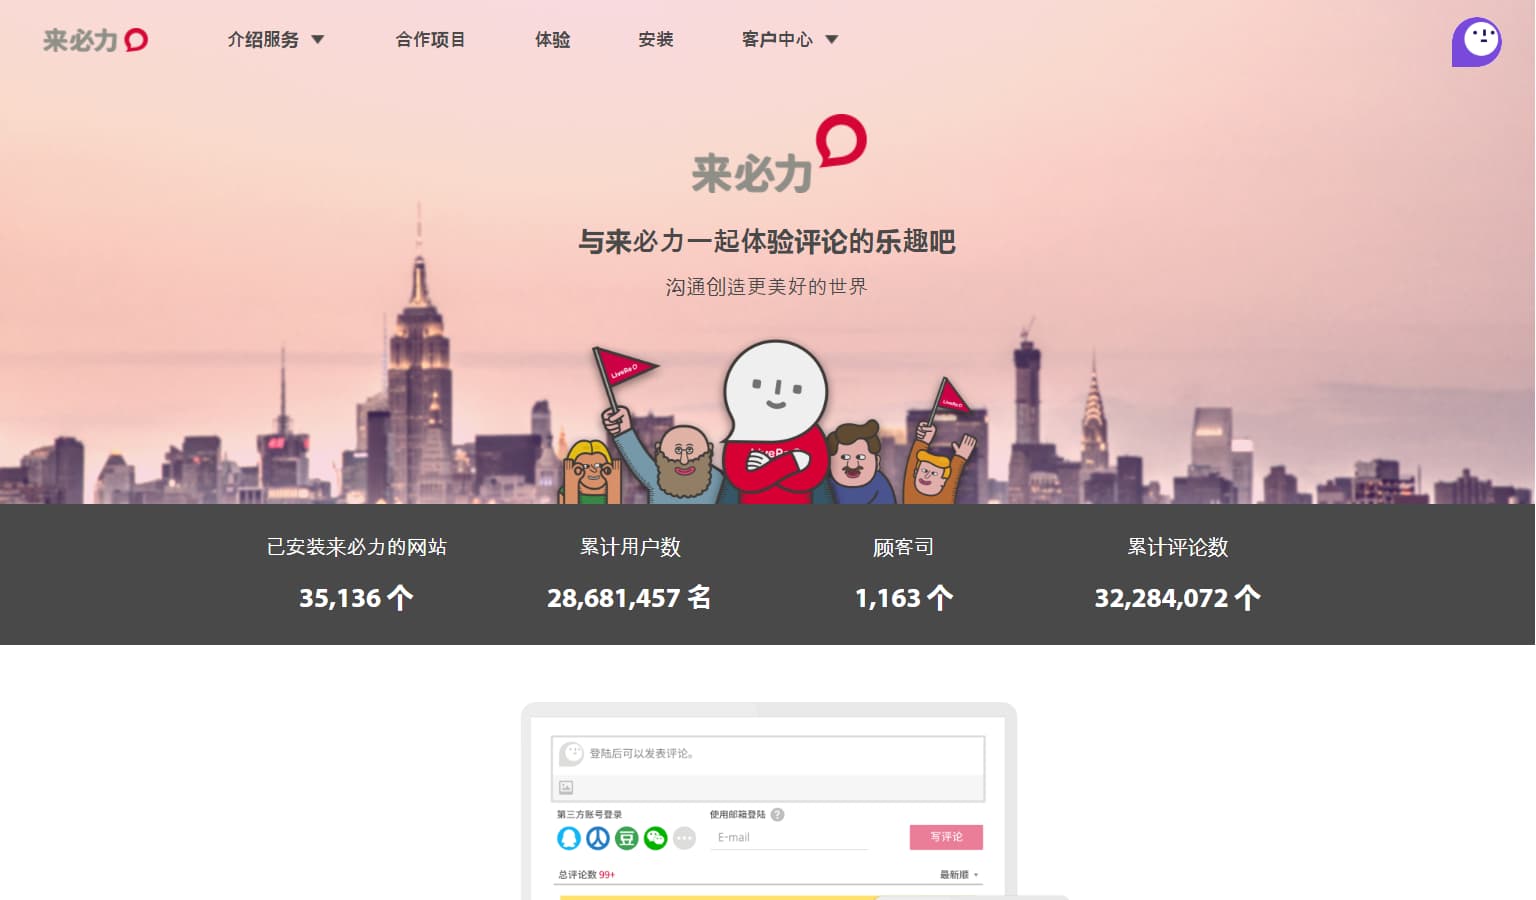 来必力
介绍服务 ▼
合作项目
体验
安装
客户中心 ▼
来必力
与来必力一起体验评论的乐趣吧
沟通创造更美好的世界
LiveRe
LiveRe
已安装来必力的网站
35,136 个
累计用户数
28,681,457 名
顾客司
1,163 个
累计评论数
32,284,072 个
登陆后可以发表评论。
第三方账号登录
使用邮箱登陆 ?
豆
E-mail
写评论
总评论数 99+
最新顺